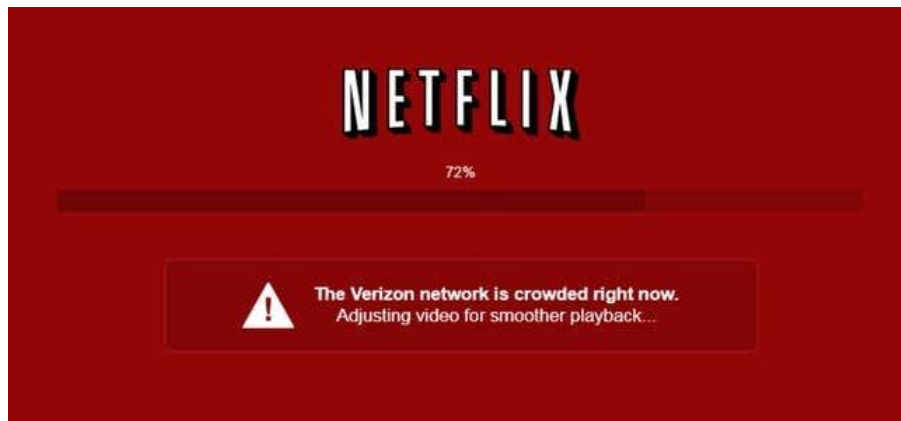 NETFLIX
72%
The Verizon network is crowded right now.
Adjusting video for smoother playback...